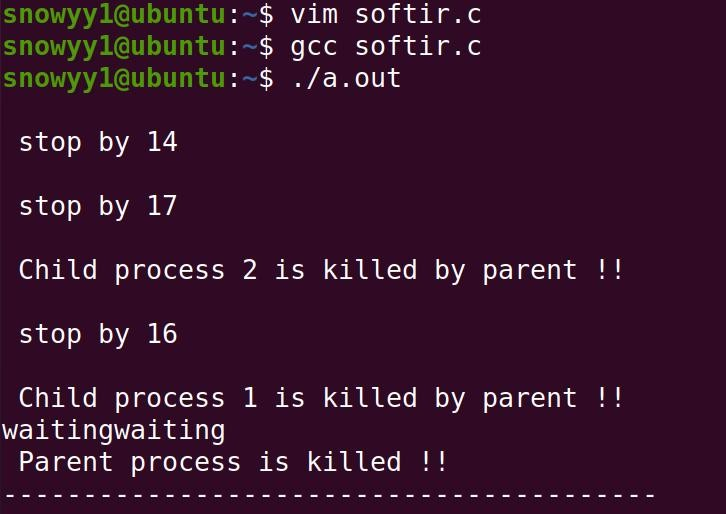 snowyy1@ubuntu:~$ vim softir.c
snowyy1@ubuntu:~$ gcc softir.c
snowyy1@ubuntu:~$ ./a.out
stop by 14
stop by 17
Child process 2 is killed by parent !!
stop by 16
Child process 1 is killed by parent !!
waitingwaiting
Parent process is killed !!
-----------------------------------------